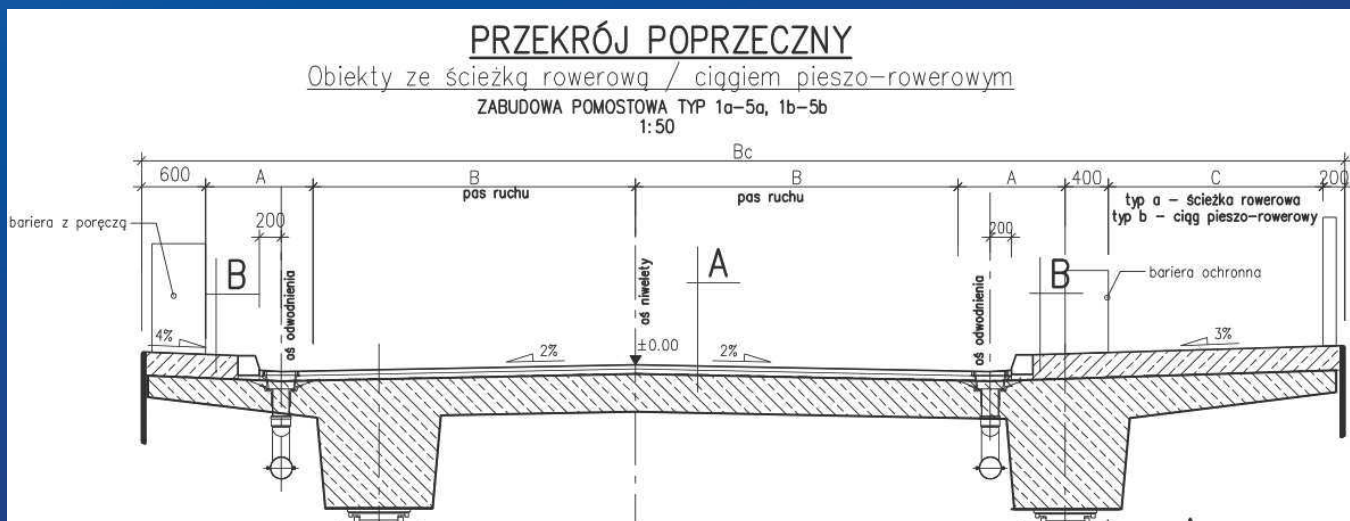 PRZEKRÓJ POPRZECZNY
Obiekty ze ścieżką rowerową / ciągiem pieszo-rowerowym
ZABUDOWA POMOSTOWA TYP 1a-5a, 1b-5b
1:50
Bc
600 A B B A 400 C 200
pas ruchu pas ruchu
typ a - ścieżka rowerowa
typ b - ciąg pieszo-rowerowy
bariera z poręczą
200 200
B A B
bariera ochronna
oś odwodnienia
oś niwelety
oś odwodnienia
4% 2% ±0.00 2% 3%